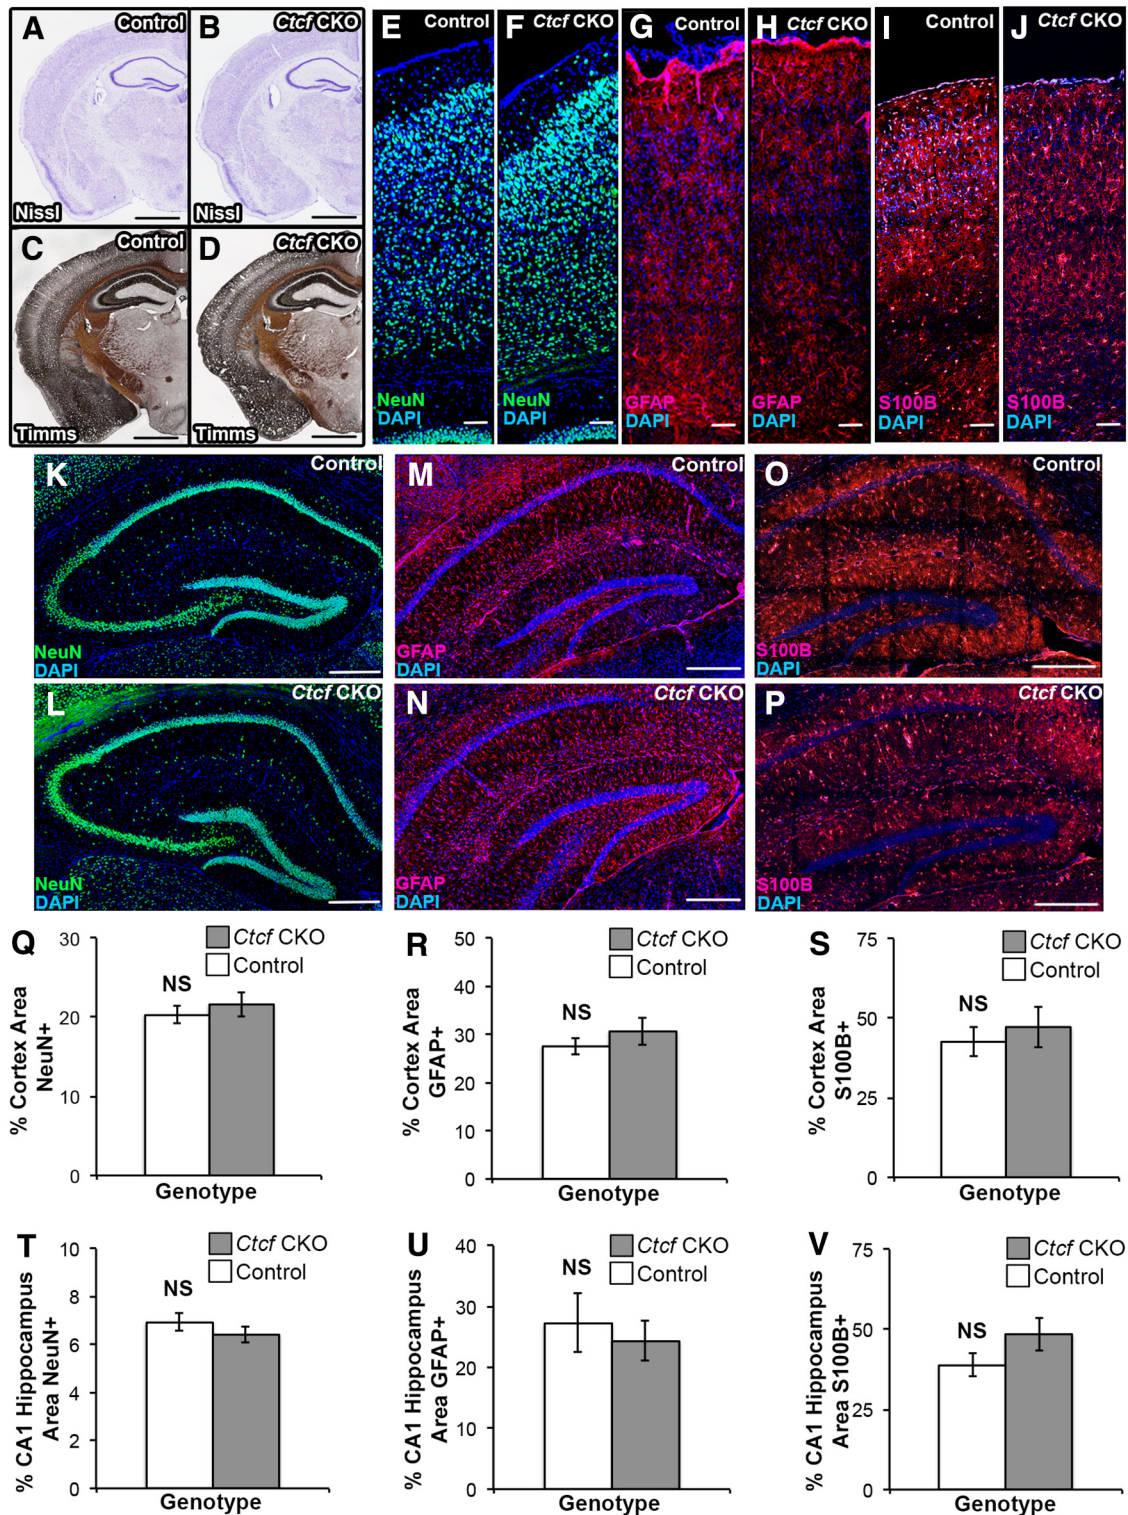 A Control
B Ctcf CKO
Nissl
Nissl
C Control
D Ctcf CKO
Timms
Timms
E Control
NeuN
DAPI
F Ctcf CKO
NeuN
DAPI
G Control
GFAP
DAPI
H Ctcf CKO
GFAP
DAPI
I Control
S100B
DAPI
J Ctcf CKO
S100B
DAPI
K Control
NeuN
DAPI
M Control
GFAP
DAPI
O Control
S100B
DAPI
L Ctcf CKO
NeuN
DAPI
N Ctcf CKO
GFAP
DAPI
P Ctcf CKO
S100B
DAPI
Q
Ctcf CKO
Control
NS
% Cortex Area
NeuN+
30
20
10
0
Genotype
R
Ctcf CKO
Control
NS
% Cortex Area
GFAP+
50
40
30
20
10
0
Genotype
S
Ctcf CKO
Control
NS
% Cortex Area
S100B+
75
50
25
0
Genotype
T
Ctcf CKO
Control
NS
% CA1 Hippocampus
Area NeuN+
10
8
6
4
2
0
Genotype
U
Ctcf CKO
Control
NS
% CA1 Hippocampus
Area GFAP+
40
30
20
10
0
Genotype
V
Ctcf CKO
Control
NS
% CA1 Hippocampus
Area S100B+
75
50
25
0
Genotype